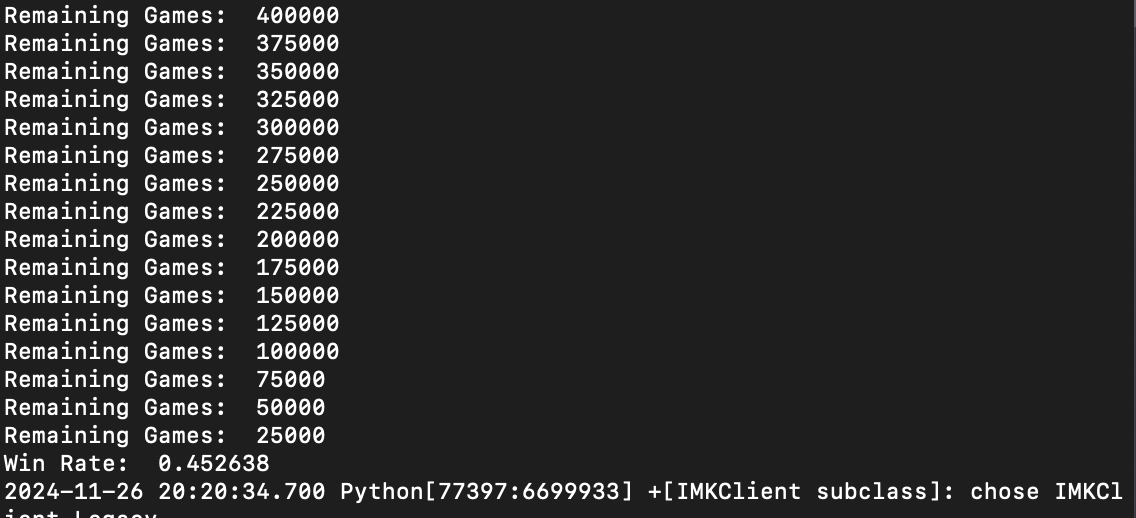 Remaining Games:  400000
Remaining Games:  375000
Remaining Games:  350000
Remaining Games:  325000
Remaining Games:  300000
Remaining Games:  275000
Remaining Games:  250000
Remaining Games:  225000
Remaining Games:  200000
Remaining Games:  175000
Remaining Games:  150000
Remaining Games:  125000
Remaining Games:  100000
Remaining Games:  75000
Remaining Games:  50000
Remaining Games:  25000
Win Rate:  0.452638
2024-11-26 20:20:34.700 Python[77397:6699933] +[IMKClient subclass]: chose IMKCl
ient_Legacy